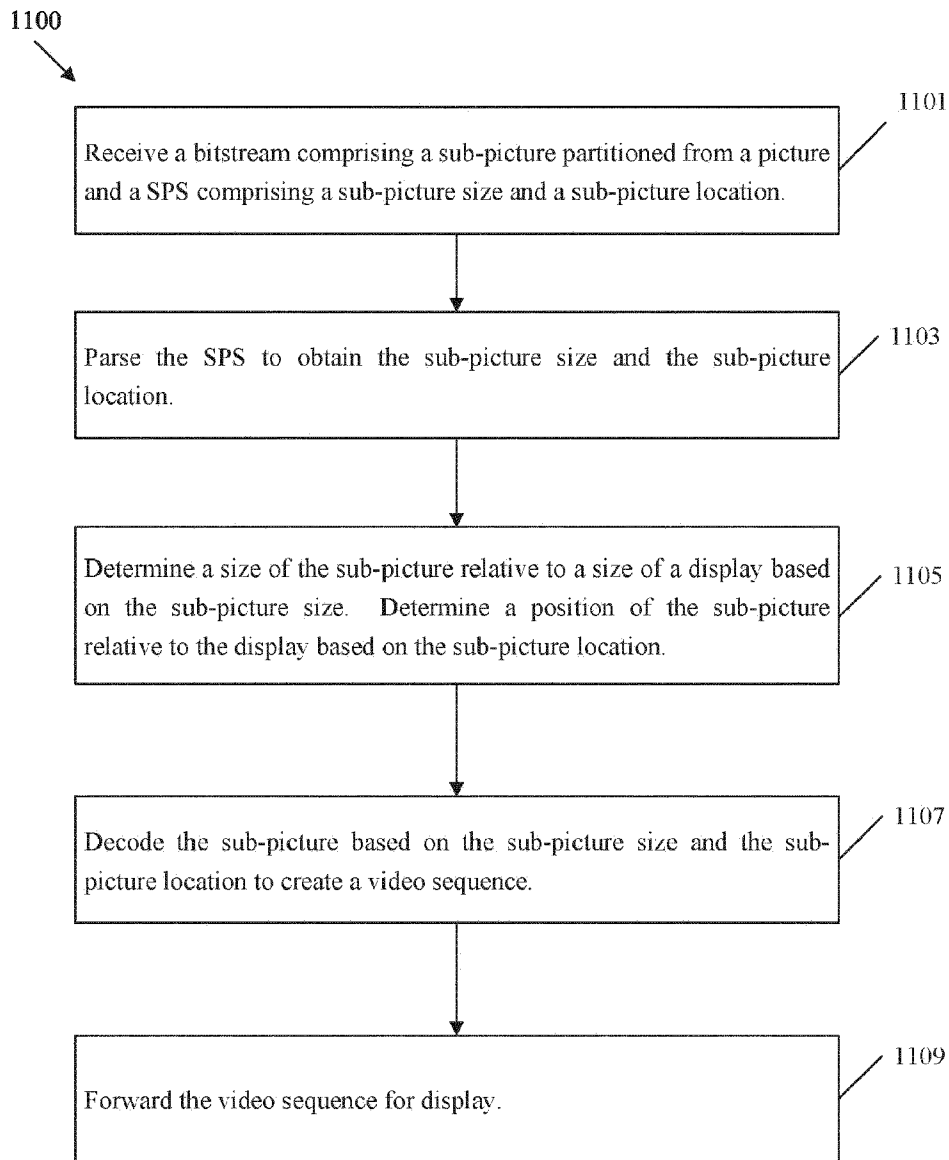 1100
1101
Receive a bitstream comprising a sub-picture partitioned from a picture
and a SPS comprising a sub-picture size and a sub-picture location.
1103
Parse the SPS to obtain the sub-picture size and the sub-picture
location.
1105
Determine a size of the sub-picture relative to a size of a display based
on the sub-picture size. Determine a position of the sub-picture
relative to the display based on the sub-picture location.
1107
Decode the sub-picture based on the sub-picture size and the sub-
picture location to create a video sequence.
1109
Forward the video sequence for display.